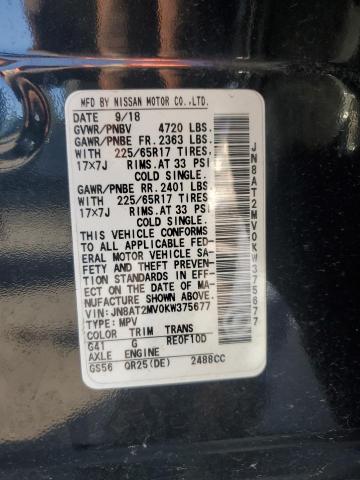 MFD BY NISSAN MOTOR CO.,LTD.
DATE 9/18
GVWR/PNBV 4720 LBS.
GAWR/PNBE FR.2363 LBS.
WITH 225/65R17 TIRES,
17X7J RIMS.AT 33 PSI
COLD SINGLE.
GAWR/PNBE RR.2401 LBS.
WITH 225/65R17 TIRES,
17X7J RIMS.AT 33 PSI
COLD SINGLE.
THIS VEHICLE CONFORMS
TO ALL APPLICABLE FED-
ERAL MOTOR VEHICLE SA-
FETY AND THEFT PREVEN-
TION STANDARDS IN EFF-
ECT ON THE DATE OF MA-
NUFACTURE SHOWN ABOVE.
VIN:JN8AT2MV0KW375677
TYPE:MPV
COLOR TRIM TRANS
G41 G RE0F10D
AXLE ENGINE
GS56 QR25(DE) 2488CC
JN8AT2MV0KW375677